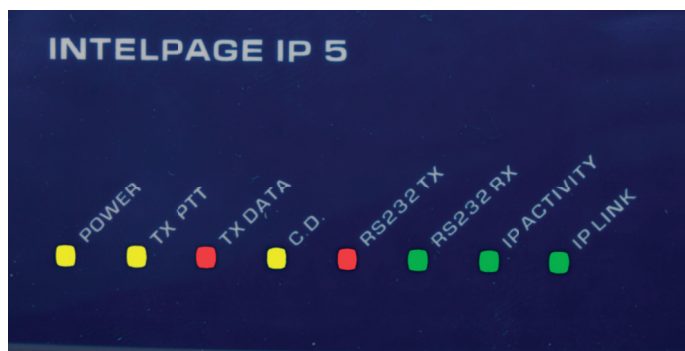 INTELPAGE IP 5
POWER
TX PTT
TX DATA
C.D.
RS232 TX
RS232 RX
IP ACTIVITY
IP LINK